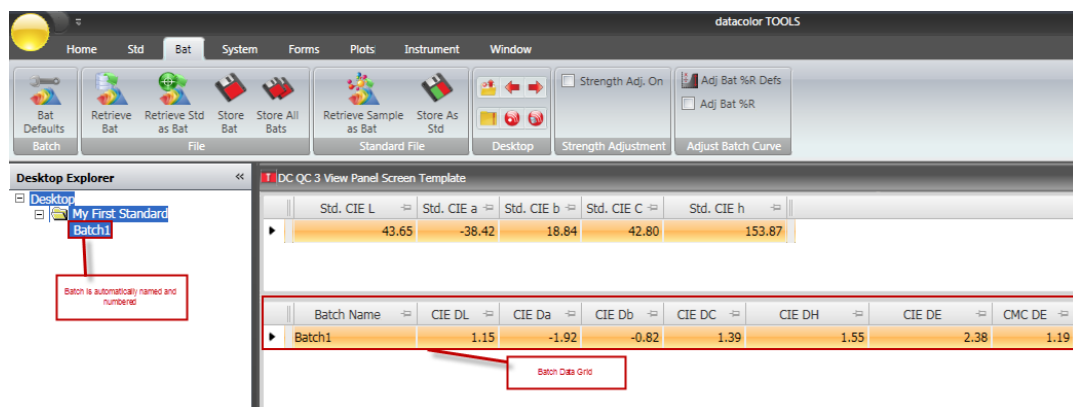 datacolor TOOLS
Home Std Bat System Forms Plots Instrument Window
Bat Defaults
Retrieve Bat
Retrieve Std as Bat
Store Bat
Store All Bats
Retrieve Sample as Bat
Store As Std
Strength Adj. On
Adj Bat %R Defs
Adj Bat %R
Batch File Standard File Desktop Strength Adjustment Adjust Batch Curve
Desktop Explorer «
Desktop
My First Standard
Batch1
Batch is automatically named and
numbered
DC QC 3 View Panel Screen Template
Std. CIE L Std. CIE a Std. CIE b Std. CIE C Std. CIE h
43.65 -38.42 18.84 42.80 153.87
Batch Name CIE DL CIE Da CIE Db CIE DC CIE DH CIE DE CMC DE
Batch1 1.15 -1.92 -0.82 1.39 1.55 2.38 1.19
Batch Data Grid